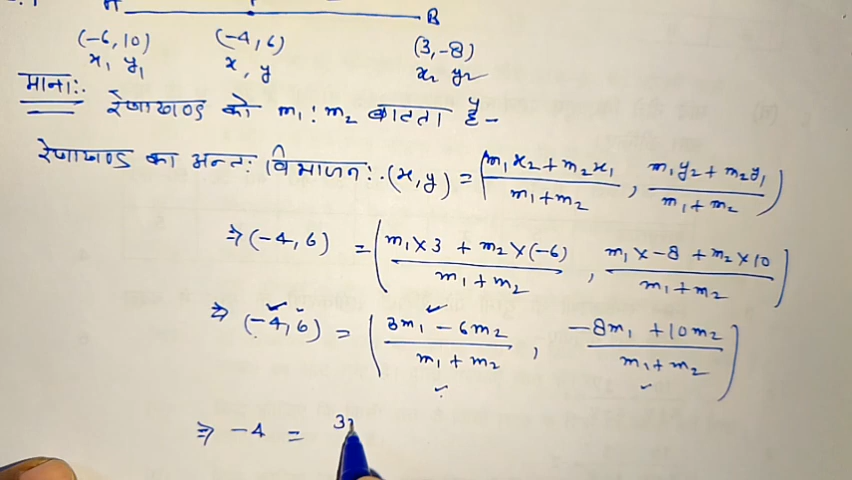 B
(-6, 10) (-4, 6) (3, -8)
x₁ y₁ x, y x₂ y₂
माना:-
रेखाखण्ड को m₁ : m₂ काटता है -
रेखाखण्ड का अन्तः विभाजन: (x, y) = ( (m₁x₂ + m₂x₁)/(m₁ + m₂) , (m₁y₂ + m₂y₁)/(m₁ + m₂) )
⇒ (-4, 6) = ( (m₁ × 3 + m₂ × (-6))/(m₁ + m₂) , (m₁ × -8 + m₂ × 10)/(m₁ + m₂) )
⇒ (-4, 6) = ( (3m₁ - 6m₂)/(m₁ + m₂) , (-8m₁ + 10m₂)/(m₁ + m₂) )
⇒ -4 = 3